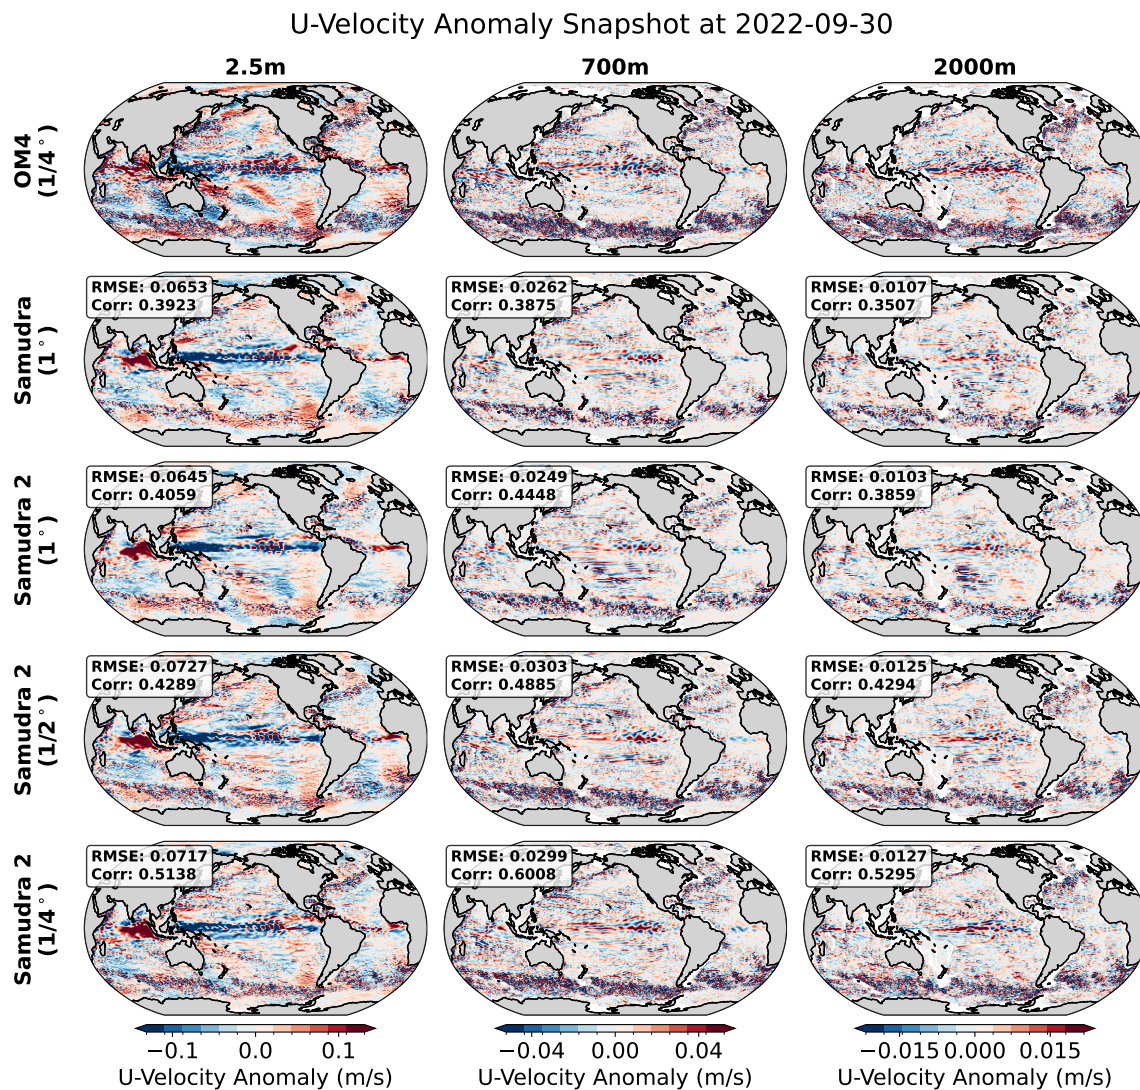 U-Velocity Anomaly Snapshot at 2022-09-30
2.5m
700m
2000m
OM4
(1/4°)
Samudra
(1°)
RMSE: 0.0653
Corr: 0.3923
RMSE: 0.0262
Corr: 0.3875
RMSE: 0.0107
Corr: 0.3507
Samudra 2
(1°)
RMSE: 0.0645
Corr: 0.4059
RMSE: 0.0249
Corr: 0.4448
RMSE: 0.0103
Corr: 0.3859
Samudra 2
(1/2°)
RMSE: 0.0727
Corr: 0.4289
RMSE: 0.0303
Corr: 0.4885
RMSE: 0.0125
Corr: 0.4294
Samudra 2
(1/4°)
RMSE: 0.0717
Corr: 0.5138
RMSE: 0.0299
Corr: 0.6008
RMSE: 0.0127
Corr: 0.5295
−0.1 0.0 0.1
U-Velocity Anomaly (m/s)
−0.04 0.00 0.04
U-Velocity Anomaly (m/s)
−0.015 0.000 0.015
U-Velocity Anomaly (m/s)